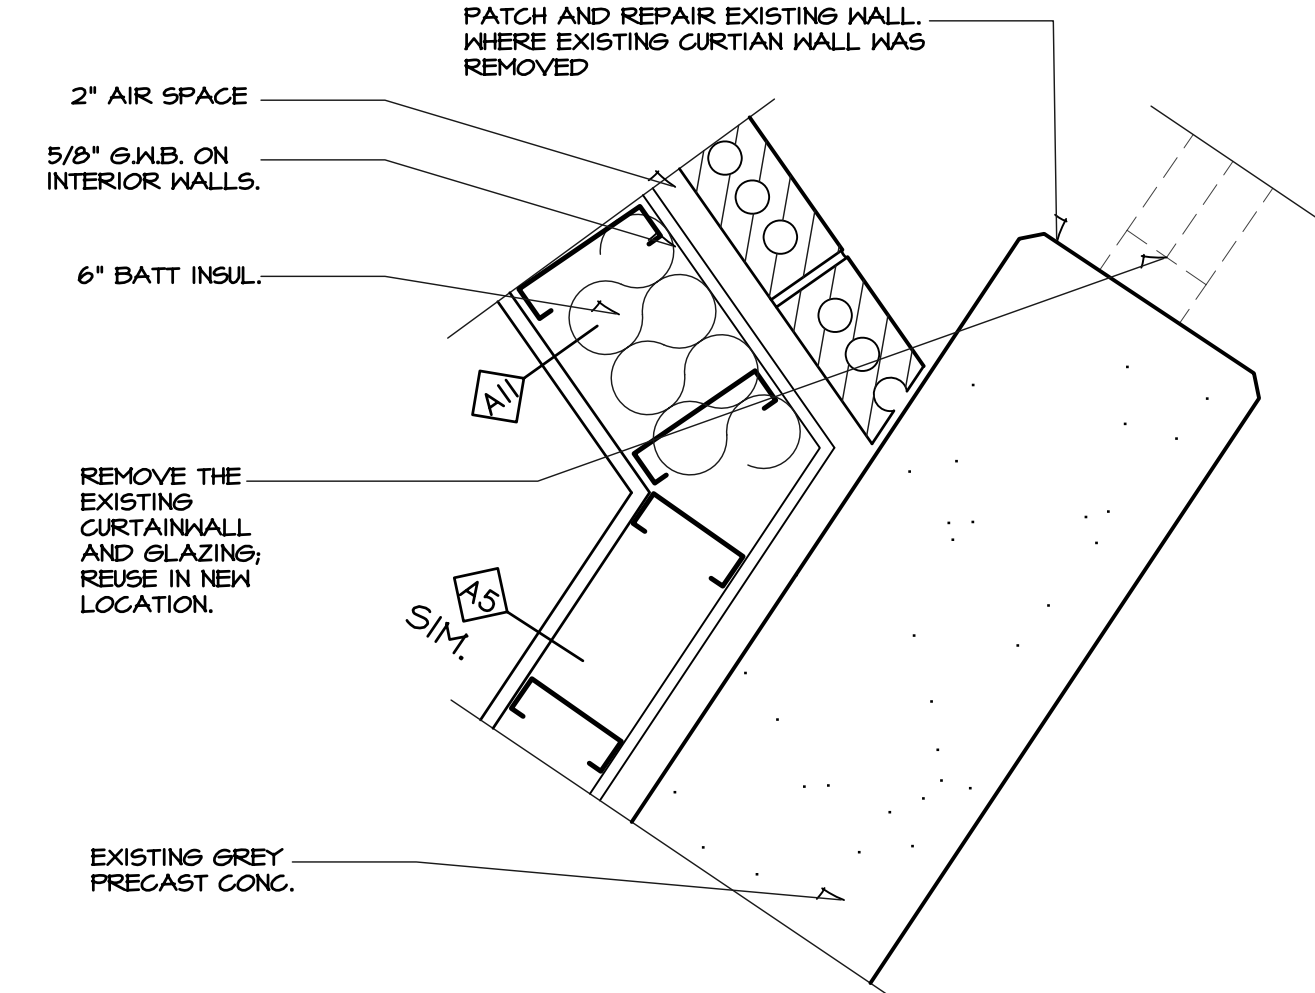 PATCH AND REPAIR EXISTING WALL.
WHERE EXISTING CURTIAN WALL WAS
REMOVED
2" AIR SPACE
5/8" G.W.B. ON
INTERIOR WALLS.
6" BATT INSUL.
A11
REMOVE THE
EXISTING
CURTAINWALL
AND GLAZING;
REUSE IN NEW
LOCATION.
A5
SIM.
EXISTING GREY
PRECAST CONC.